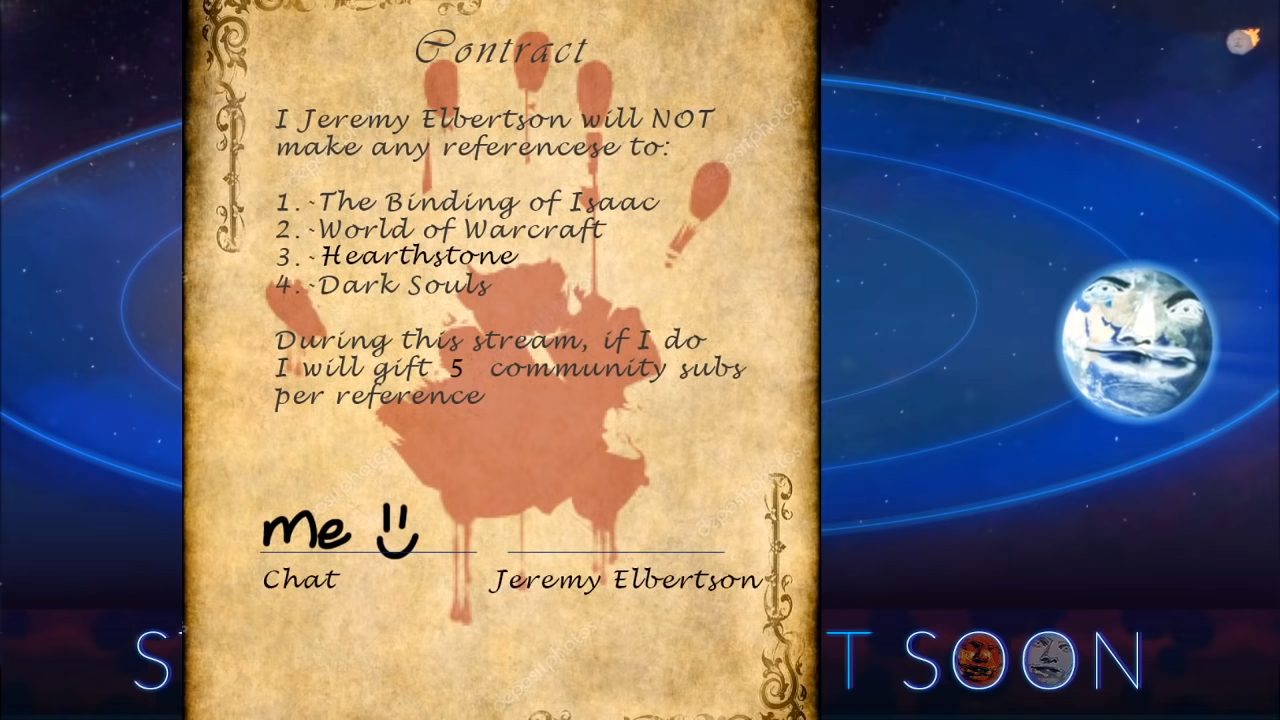 Contract
I Jeremy Elbertson will NOT
make any referencese to:
1.-The Binding of Isaac
2.-World of Warcraft
3.-Hearthstone
4.-Dark Souls
During this stream, if I do
I will gift 5 community subs
per reference
me
Chat Jeremy Elbertson
S T SOON
depositphotos